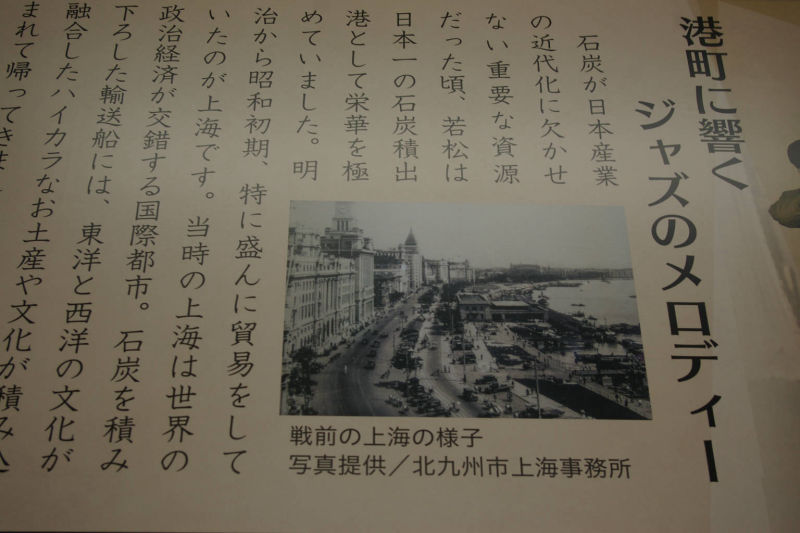 港町に響く
ジャズのメロディー
石炭が日本産業
の近代化に欠かせ
ない重要な資源
だった頃、若松は
日本一の石炭積出
港として栄華を極
めていました。明
治から昭和初期、特に盛んに貿易をして
いたのが上海です。当時の上海は世界の
政治経済が交錯する国際都市。石炭を積み
下ろした輸送船には、東洋と西洋の文化が
融合したハイカラなお土産や文化が積み込
まれて帰ってきま
戦前の上海の様子
写真提供／北九州市上海事務所